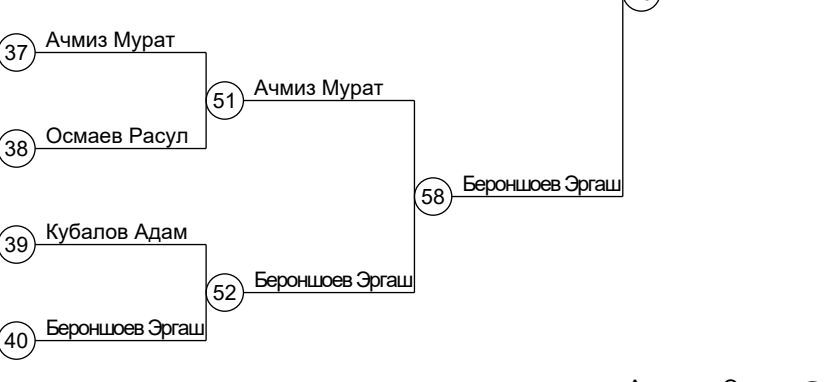 37 Ачмиз Мурат
51 Ачмиз Мурат
38 Осмаев Расул
58 Бероншоев Эргаш
39 Кубалов Адам
52 Бероншоев Эргаш
40 Бероншоев Эргаш